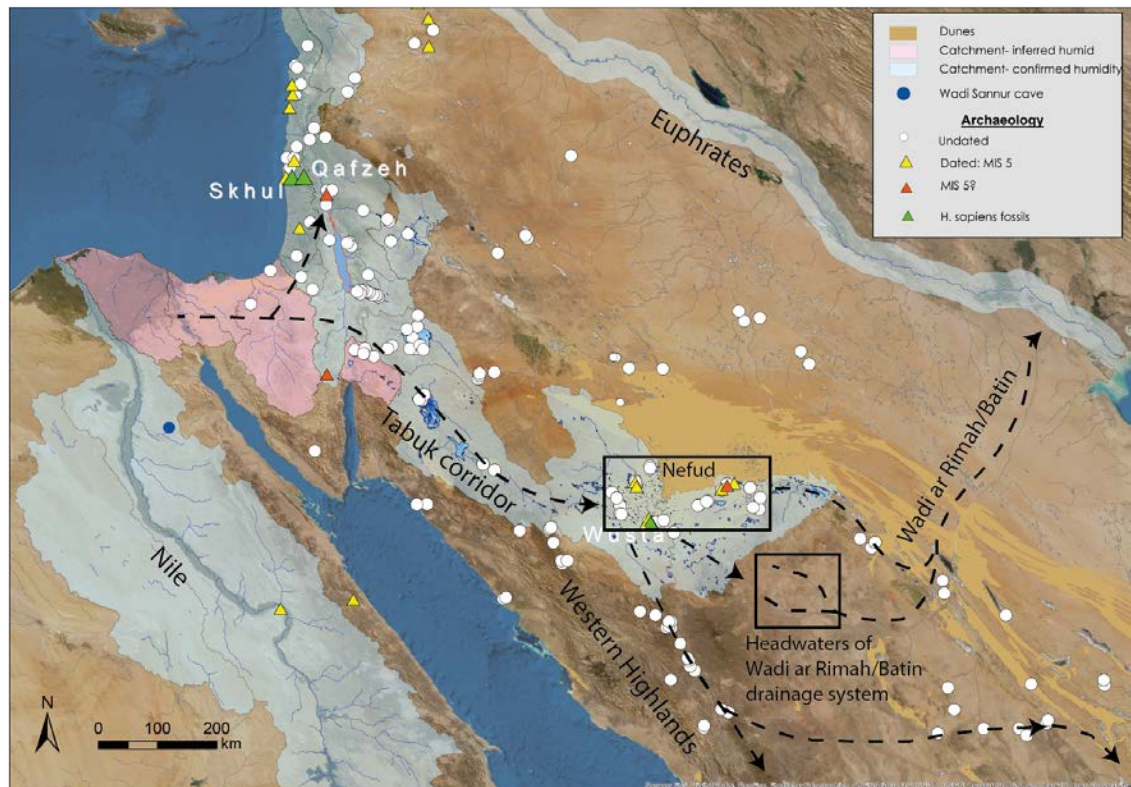 Dunes
Catchment- inferred humid
Catchment- confirmed humidity
Wadi Sannur cave
Archaeology
Undated
Dated: MIS 5
MIS 5?
H. sapiens fossils
Euphrates
Qafzeh
Skhul
Tabuk corridor
Nefud
Wusta
Wadi ar Rimah/Batin
Nile
Western Highlands
Headwaters of
Wadi ar Rimah/Batin
drainage system
N
0 100 200
km